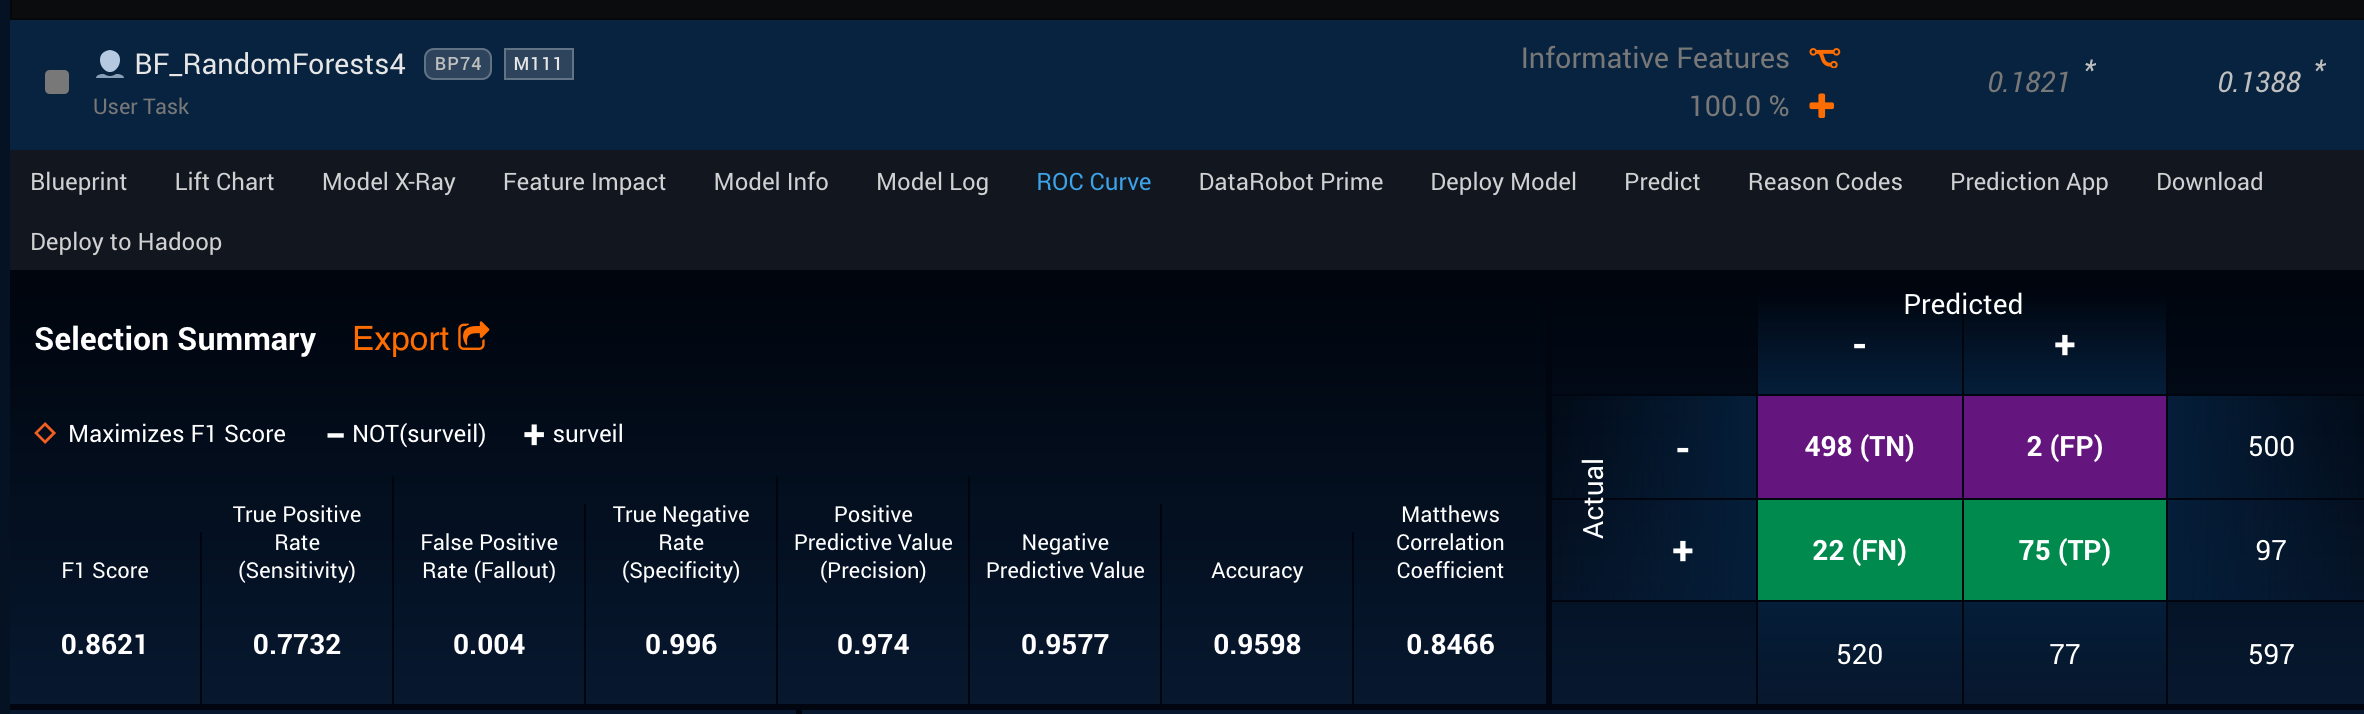 BF_RandomForests4 BP74 M111
User Task
Informative Features
100.0 %
0.1821 *
0.1388 *
Blueprint Lift Chart Model X-Ray Feature Impact Model Info Model Log ROC Curve DataRobot Prime Deploy Model Predict Reason Codes Prediction App Download
Deploy to Hadoop
Selection Summary Export
Maximizes F1 Score − NOT(surveil) + surveil
F1 Score
True Positive
Rate
(Sensitivity)
False Positive
Rate (Fallout)
True Negative
Rate
(Specificity)
Positive
Predictive Value
(Precision)
Negative
Predictive Value
Accuracy
Matthews
Correlation
Coefficient
0.8621 0.7732 0.004 0.996 0.974 0.9577 0.9598 0.8466
Predicted
- +
Actual
- 498 (TN) 2 (FP) 500
+ 22 (FN) 75 (TP) 97
520 77 597